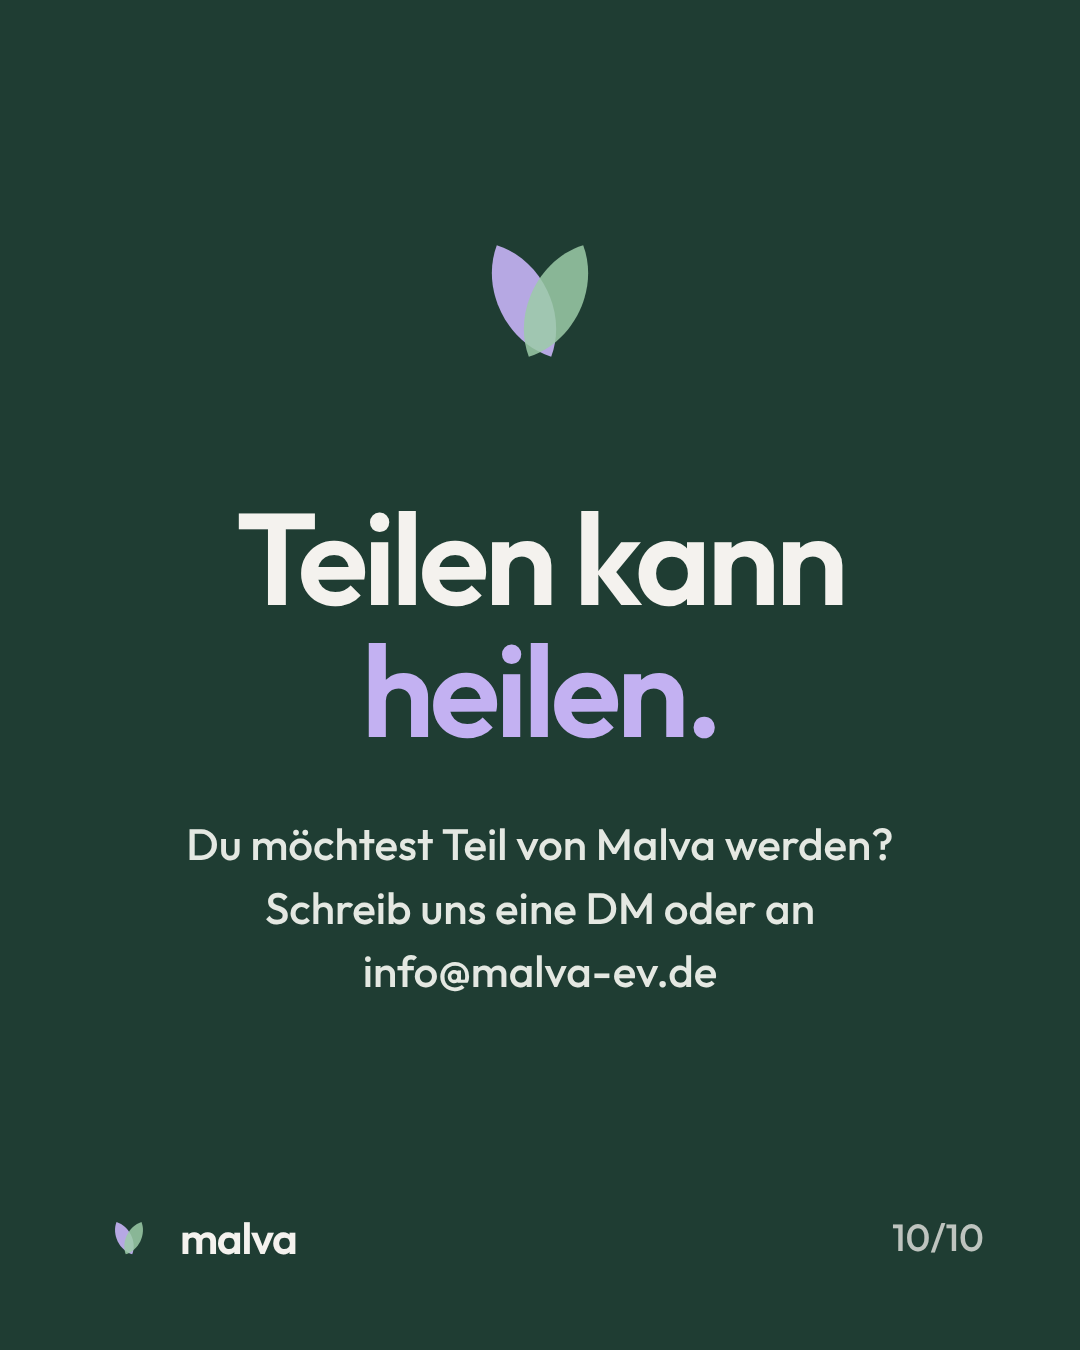 Teilen kann
heilen.
Du möchtest Teil von Malva werden?
Schreib uns eine DM oder an
info@malva-ev.de
malva
10/10